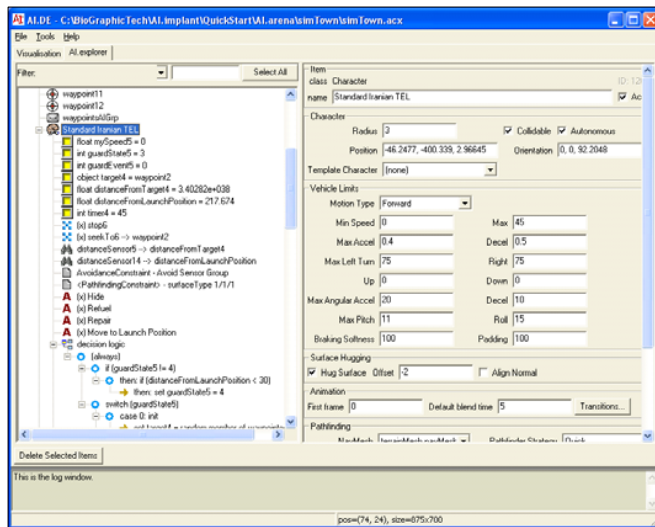 AI.DE - C:\BioGraphicTech\AI.implant\QuickStart\AI.arena\simTown\simTown.acx
File Tools Help
Visualisation AI.explorer
Filter: Select All
waypoint11
waypoint12
waypointsAIGrp
Standard Iranian TEL
float mySpeed5 = 0
int guardState5 = 3
int guardEvent5 = 0
object target4 = waypoint2
float distanceFromTarget4 = 3.40282e+038
float distanceFromLaunchPosition = 217.674
int timer4 = 45
(x) stop6
(x) seekTo6 -> waypoint2
distanceSensor5 -> distanceFromTarget4
distanceSensor14 -> distanceFromLaunchPosition
AvoidanceConstraint - Avoid Sensor Group
<PathfindingConstraint> - surfaceType 1/1/1
A (x) Hide
A (x) Refuel
A (x) Repair
A (x) Move to Launch Position
decision logic
(always)
if (guardState5 != 4)
then: if (distanceFromLaunchPosition < 30)
then: set guardState5 = 4
switch (guardState5)
case 0: init
Item
class Character
name Standard Iranian TEL Ac
Character
Radius 3 Collidable Autonomous
Position -46.2477, -400.339, 2.96645 Orientation 0, 0, 92.2048
Template Character (none)
Vehicle Limits
Motion Type Forward
Min Speed 0 Max 45
Max Accel 0.4 Decel 0.5
Max Left Turn 75 Right 75
Up 0 Down 0
Max Angular Accel 20 Decel 10
Max Pitch 11 Roll 15
Braking Softness 100 Padding 100
Surface Hugging
Hug Surface Offset -2 Align Normal
Animation
First frame 0 Default blend time 5 Transitions...
Pathfinding
NavMesh terrainMesh.navMesh Pathfinder Strategy Quick
Delete Selected Items
This is the log window.
pos=(74, 24), size=875x700